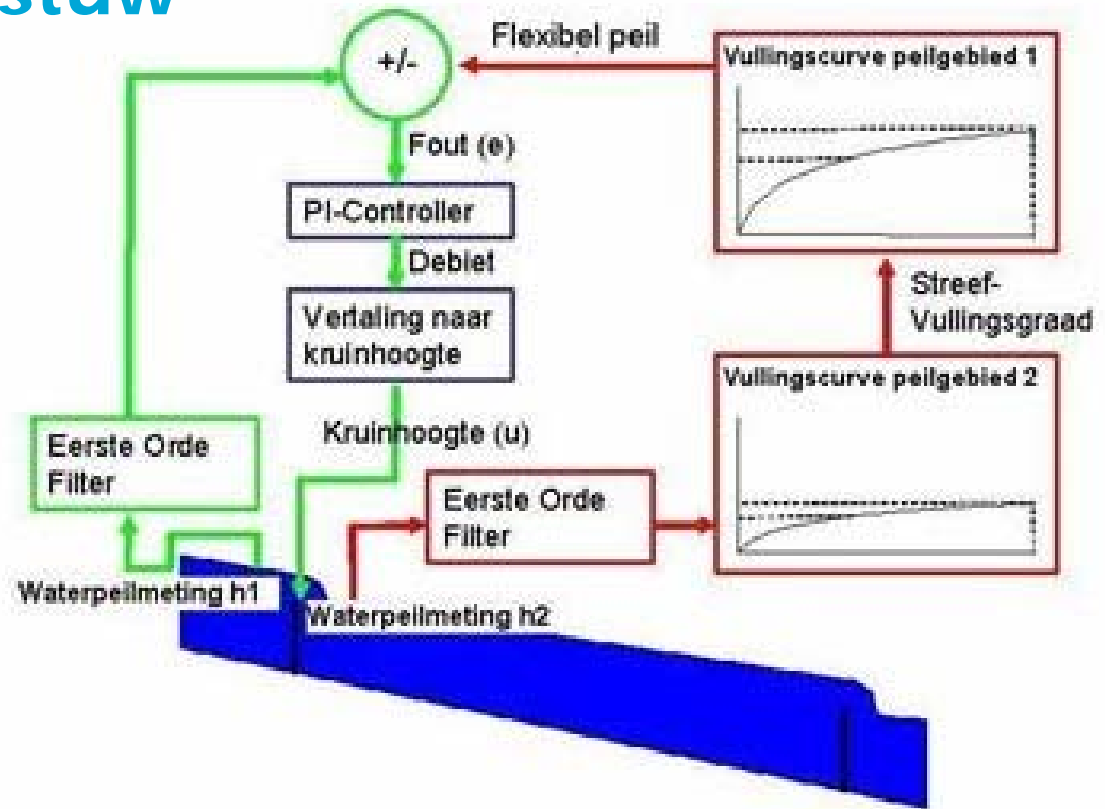 stuw
Flexibel peil
+/-
Vullingscurve peilgebied 1
Fout (e)
PI-Controller
Debiet
Streef-
Vullingsgraad
Vertaling naar
kruinhoogte
Vullingscurve peilgebied 2
Kruinhoogte (u)
Eerste Orde
Filter
Eerste Orde
Filter
Waterpeilmeting h1
Waterpeilmeting h2